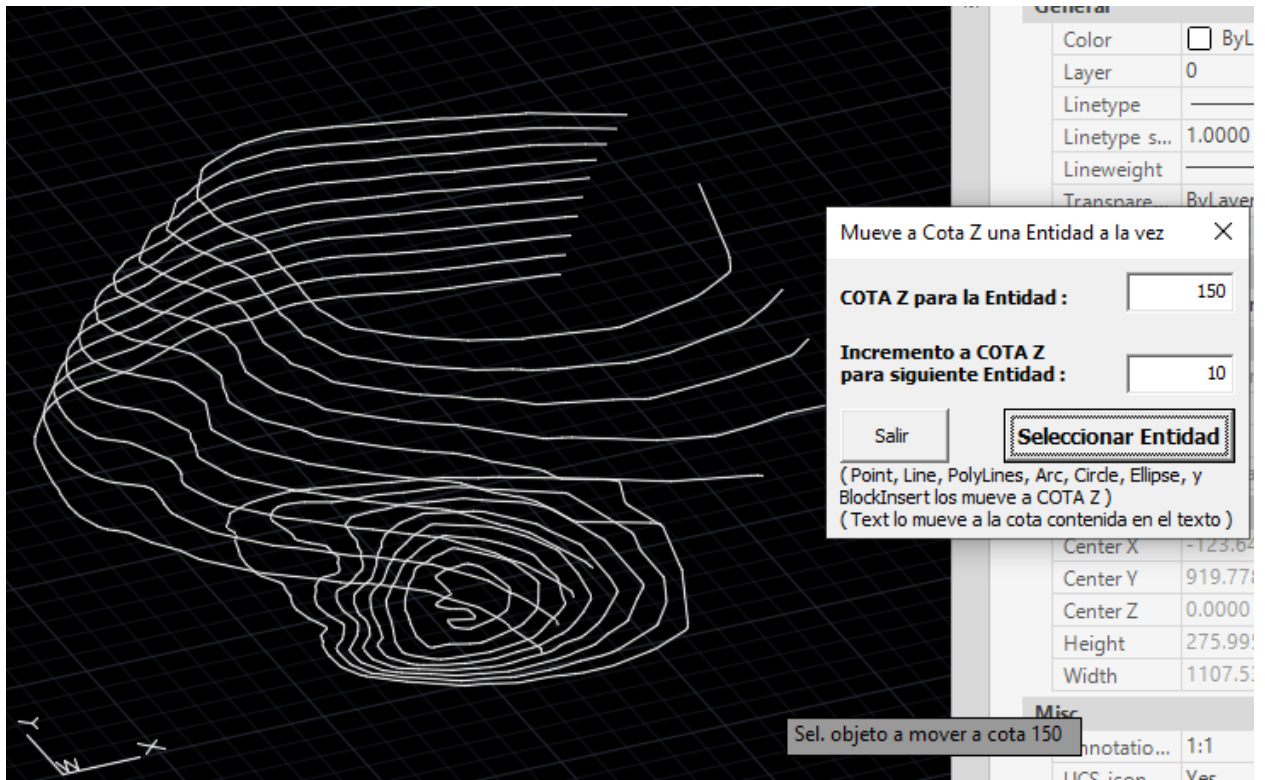 General
Color ByL
Layer 0
Linetype
Linetype s... 1.0000
Lineweight
Transpare... ByLayer
Mueve a Cota Z una Entidad a la vez
COTA Z para la Entidad : 150
Incremento a COTA Z
para siguiente Entidad : 10
Salir Seleccionar Entidad
( Point, Line, PolyLines, Arc, Circle, Ellipse, y
BlockInsert los mueve a COTA Z )
( Text lo mueve a la cota contenida en el texto )
Center X -123.64
Center Y 919.778
Center Z 0.0000
Height 275.995
Width 1107.53
Misc
Sel. objeto a mover a cota 150
nnotatio... 1:1
UCS icon Yes
Y X
W